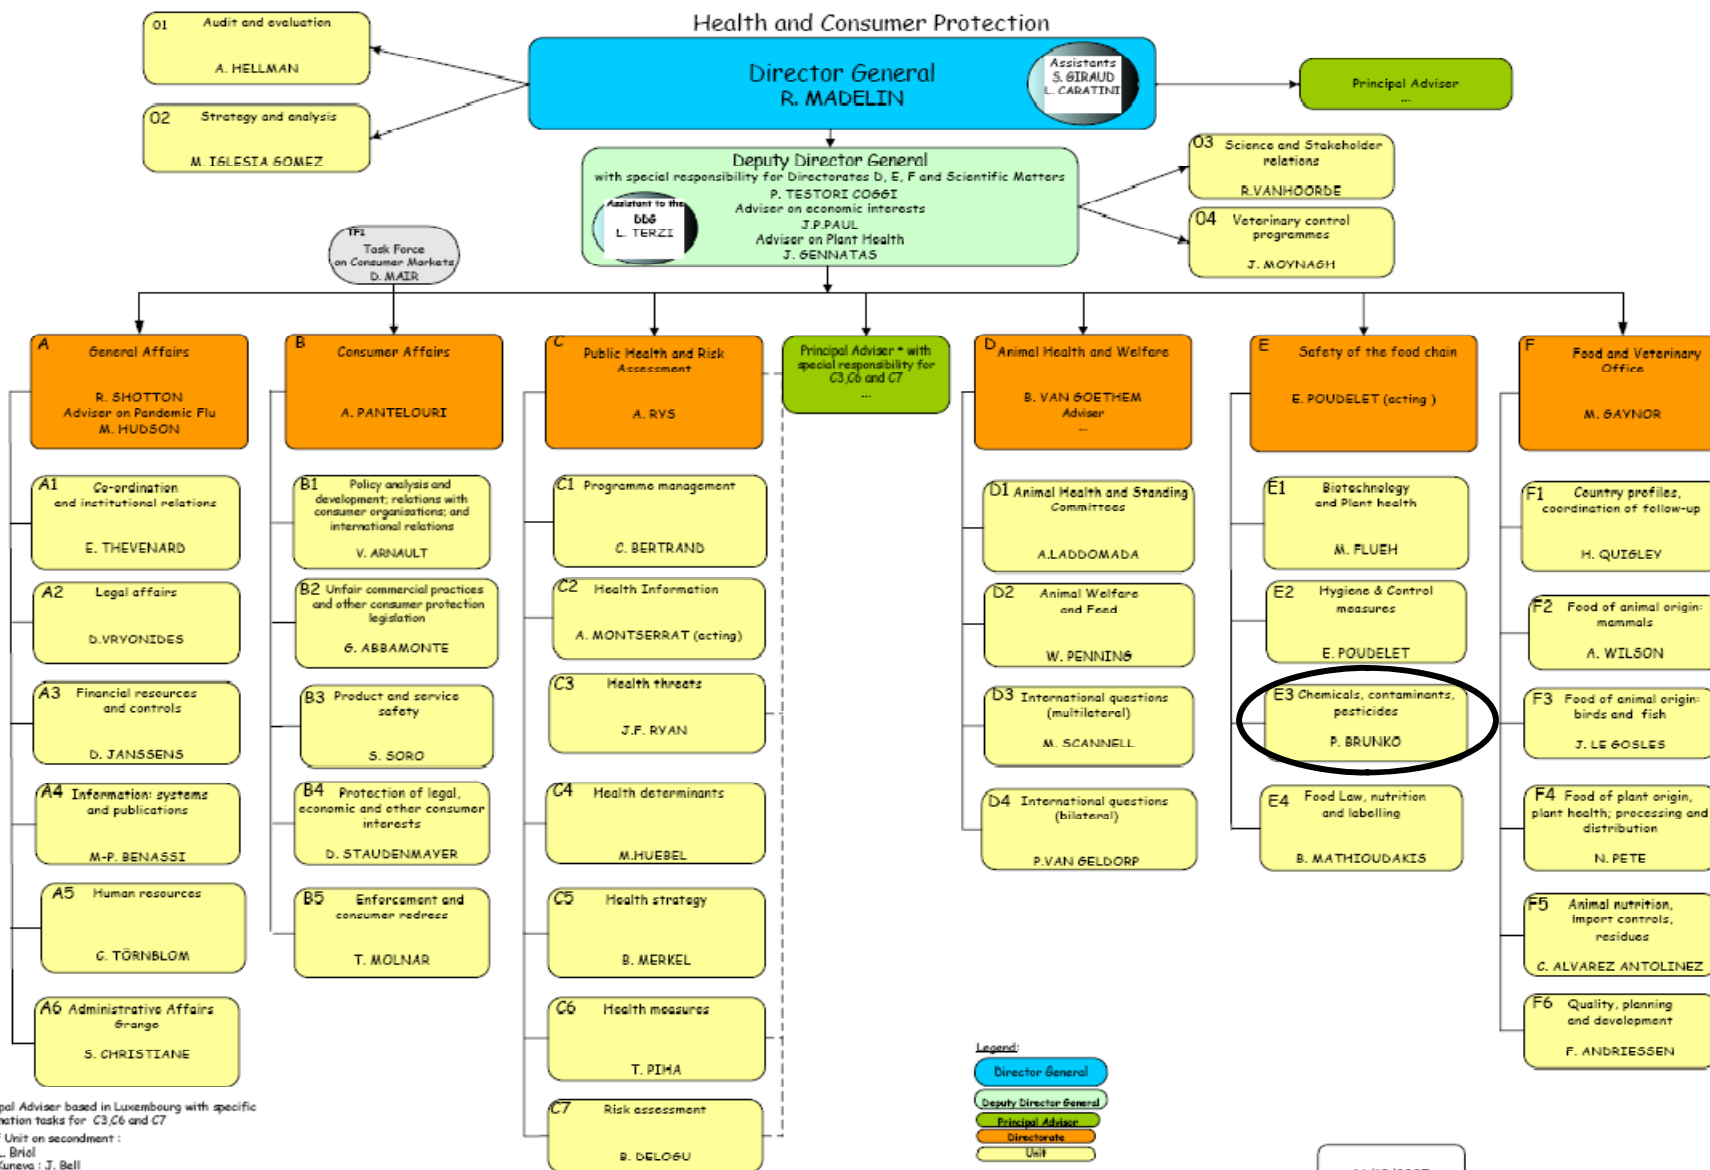 Health and Consumer Protection
01 Audit and evaluation
A. HELLMAN
02 Strategy and analysis
M. IGLESIA GOMEZ
Director General
R. MADELIN
Assistants
S. GIRAUD
L. CARATINI
Principal Adviser
...
Deputy Director General
with special responsibility for Directorates D, E, F and Scientific Matters
P. TESTORI COGGI
Adviser on economic interests
J.P.PAUL
Adviser on Plant Health
J. GENNATAS
Assistant to the
DDG
L. TERZI
03 Science and Stakeholder
relations
R.VANHOORDE
04 Veterinary control
programmes
J. MOYNAGH
TF1
Task Force
on Consumer Markets
D. MAIR
A General Affairs
R. SHOTTON
Adviser on Pandemic Flu
M. HUDSON
B Consumer Affairs
A. PANTELOURI
C Public Health and Risk
Assessment
A. RYS
Principal Adviser * with
special responsibility for
C3,C6 and C7
...
D Animal Health and Welfare
B. VAN GOETHEM
Adviser
...
E Safety of the food chain
E. POUDELET (acting )
F Food and Veterinary
Office
M. GAYNOR
A1 Co-ordination
and institutional relations
E. THEVENARD
A2 Legal affairs
D.VRYONIDES
A3 Financial resources
and controls
D. JANSSENS
A4 Information: systems
and publications
M-P. BENASSI
A5 Human resources
C. TÖRNBLOM
A6 Administrative Affairs
Grange
S. CHRISTIANE
B1 Policy analysis and
development; relations with
consumer organisations; and
international relations
V. ARNAULT
B2 Unfair commercial practices
and other consumer protection
legislation
G. ABBAMONTE
B3 Product and service
safety
S. SORO
B4 Protection of legal,
economic and other consumer
interests
D. STAUDENMAYER
B5 Enforcement and
consumer redress
T. MOLNAR
C1 Programme management
C. BERTRAND
C2 Health Information
A. MONTSERRAT (acting)
C3 Health threats
J.F. RYAN
C4 Health determinants
M.HUEBEL
C5 Health strategy
B. MERKEL
C6 Health measures
T. PIHA
C7 Risk assessment
B. DELOGU
D1 Animal Health and Standing
Committees
A.LADDOMADA
D2 Animal Welfare
and Feed
W. PENNING
D3 International questions
(multilateral)
M. SCANNELL
D4 International questions
(bilateral)
P.VAN GELDORP
E1 Biotechnology
and Plant health
M. FLUEH
E2 Hygiene & Control
measures
E. POUDELET
E3 Chemicals, contaminants,
pesticides
P. BRUNKO
E4 Food Law, nutrition
and labelling
B. MATHIOUDAKIS
F1 Country profiles,
coordination of follow-up
H. QUIGLEY
F2 Food of animal origin:
mammals
A. WILSON
F3 Food of animal origin:
birds and fish
J. LE GOSLES
F4 Food of plant origin,
plant health; processing and
distribution
N. PETE
F5 Animal nutrition,
import controls,
residues
C. ALVAREZ ANTOLINEZ
F6 Quality, planning
and development
F. ANDRIESSEN
pal Adviser based in Luxembourg with specific
nation tasks for C3,C6 and C7
Unit on secondment :
. Briol
Kuneva : J. Bell
Legend:
Director General
Deputy Director General
Principal Advisor
Directorate
Unit